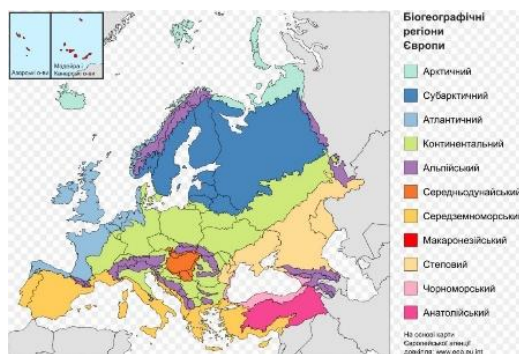 Азорські о-ви
Мадейра
Канарські о-ви
Біогеографічні
регіони
Європи
Арктичний
Субарктичний
Атлантичний
Континентальний
Альпійський
Середньодунайський
Середземноморський
Макаронезійський
Степовий
Чорноморський
Анатолійський
На основі карти
Європейської агенції